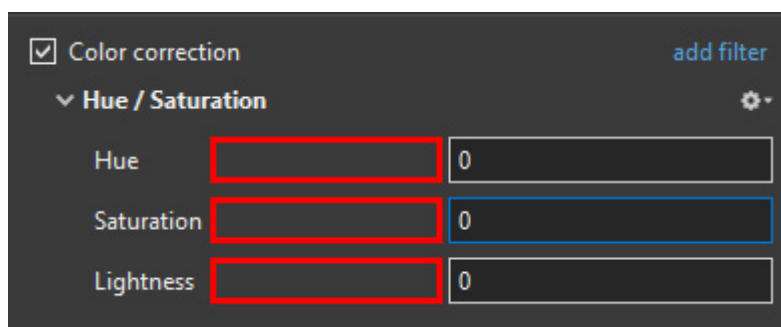 Color correction add filter
Hue / Saturation
Hue 0
Saturation 0
Lightness 0